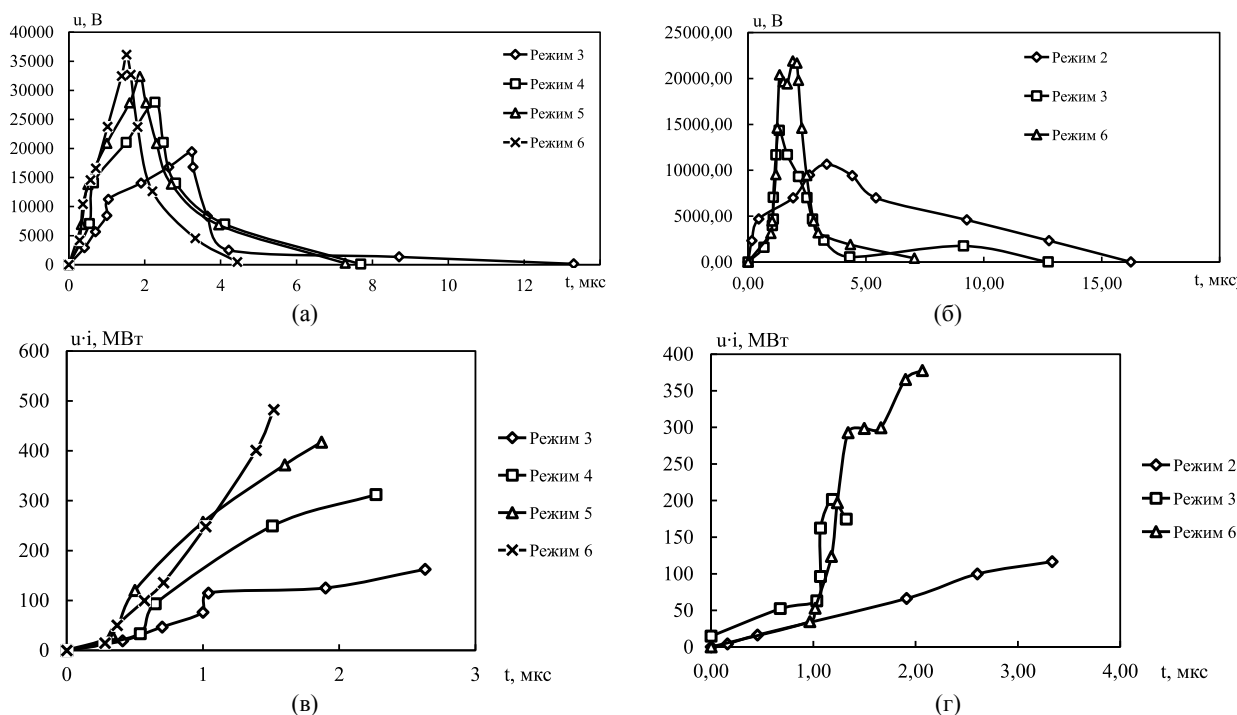 u, В
40000
35000
30000
25000
20000
15000
10000
5000
0
0 2 4 6 8 10 12
t, мкс
Режим 3
Режим 4
Режим 5
Режим 6
(а)
u, В
25000,00
20000,00
15000,00
10000,00
5000,00
0,00
0,00 5,00 10,00 15,00
t, мкс
Режим 2
Режим 3
Режим 6
(б)
u·i, МВт
600
500
400
300
200
100
0
0 1 2 3
t, мкс
Режим 3
Режим 4
Режим 5
Режим 6
(в)
u·i, МВт
400
350
300
250
200
150
100
50
0
0,00 1,00 2,00 3,00 4,00
t, мкс
Режим 2
Режим 3
Режим 6
(г)